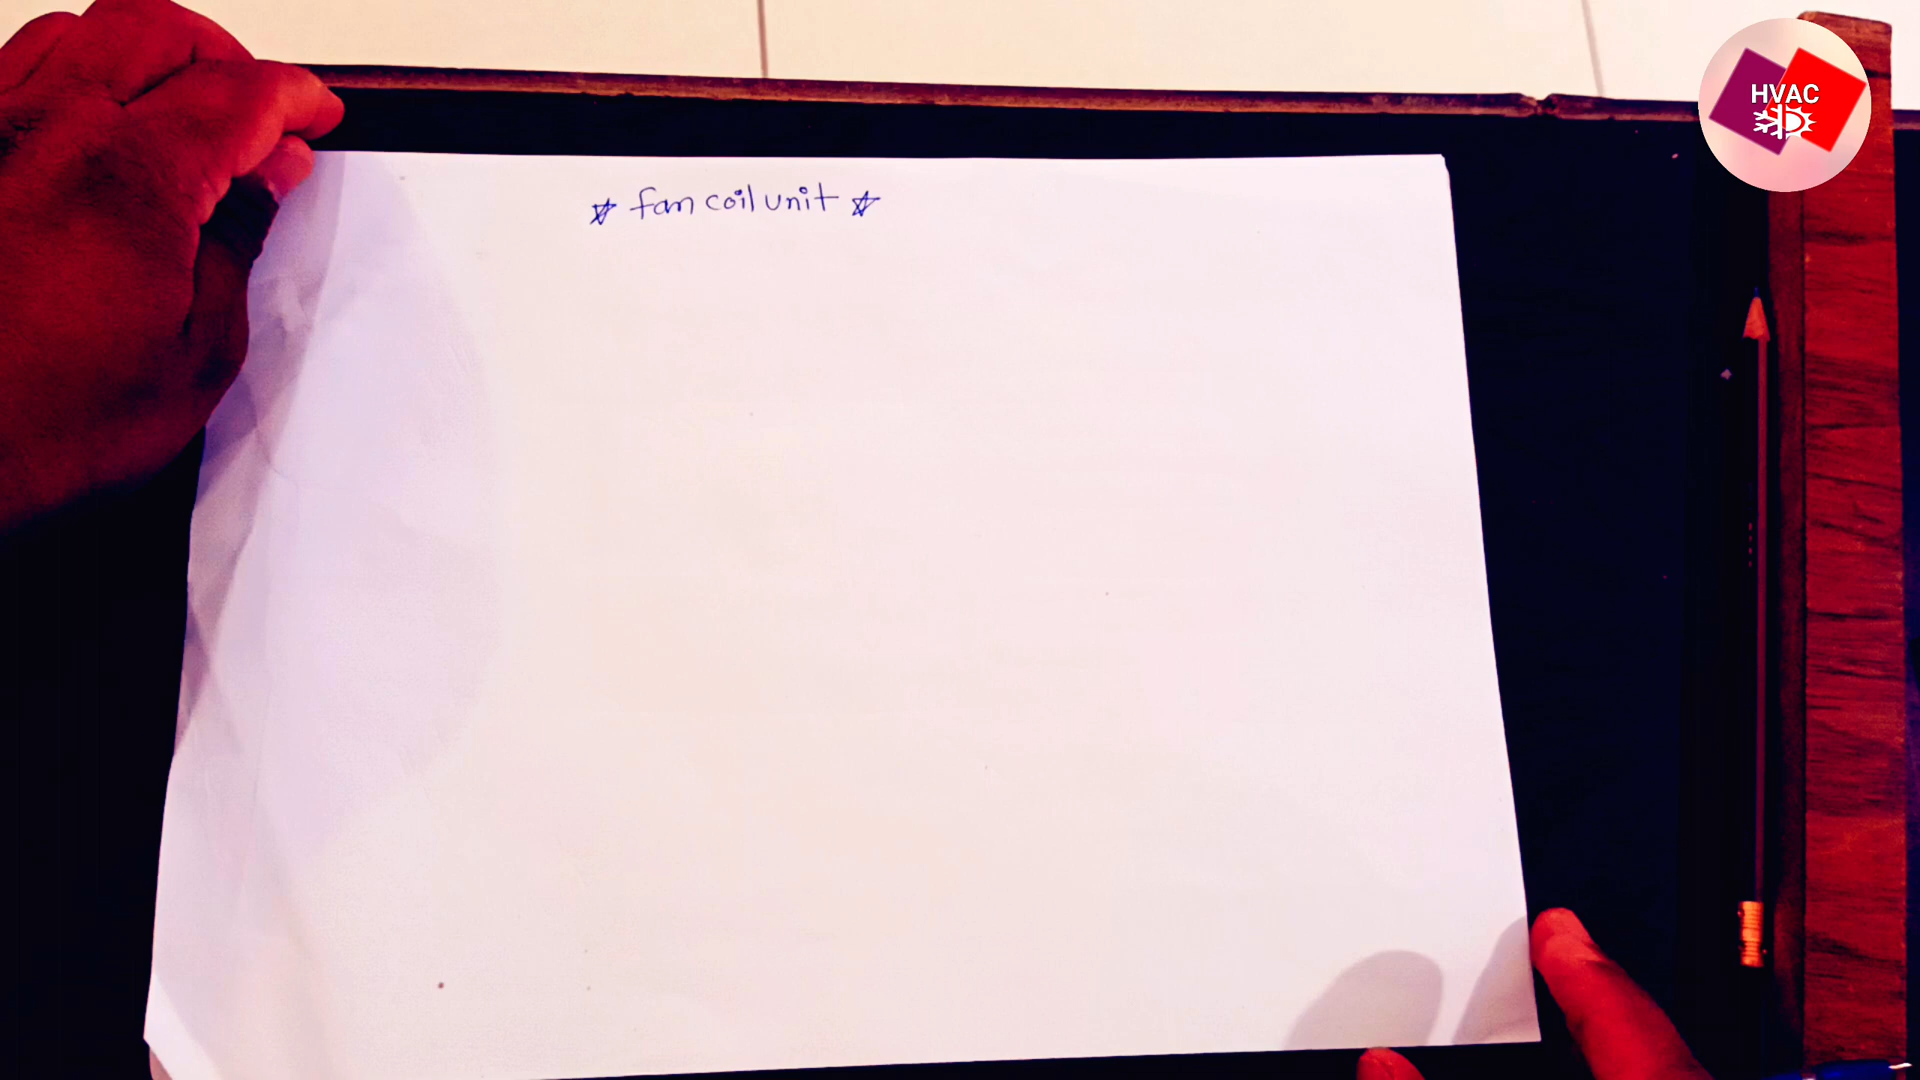 ☆ fan coil unit ☆
HVAC